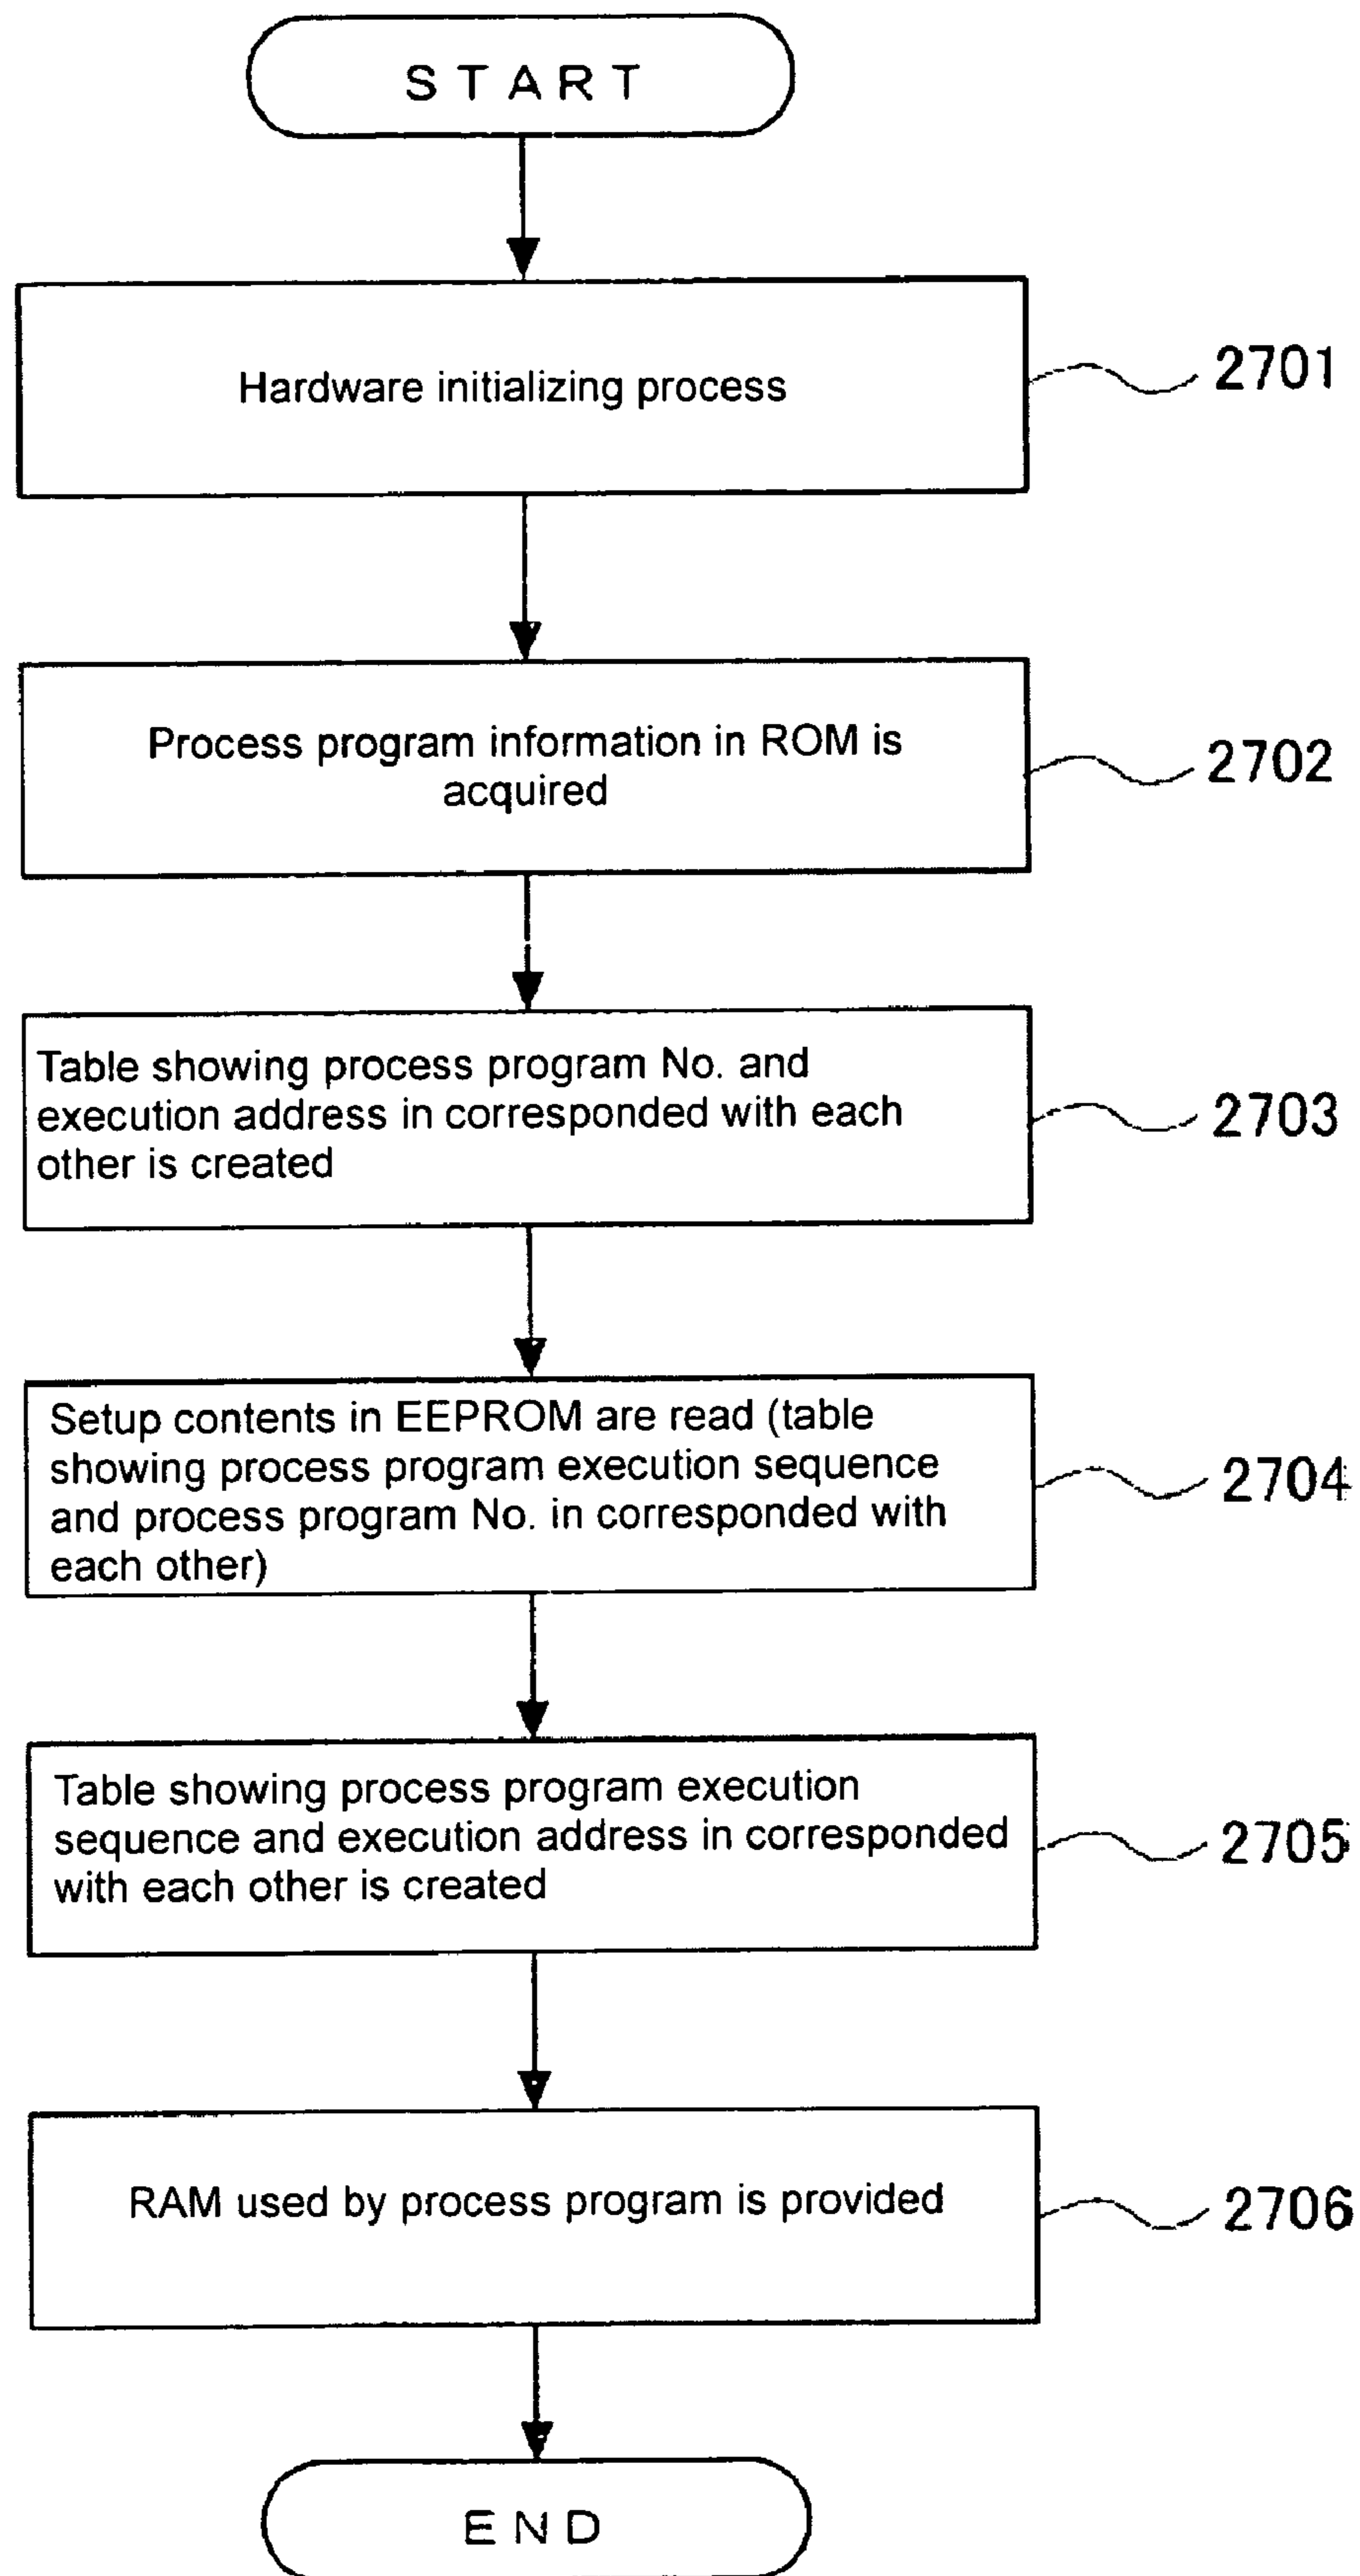 START
Hardware initializing process
2701
Process program information in ROM is
acquired
2702
Table showing process program No. and
execution address in corresponded with each
other is created
2703
Setup contents in EEPROM are read (table
showing process program execution sequence
and process program No. in corresponded with
each other)
2704
Table showing process program execution
sequence and execution address in corresponded
with each other is created
2705
RAM used by process program is provided
2706
END